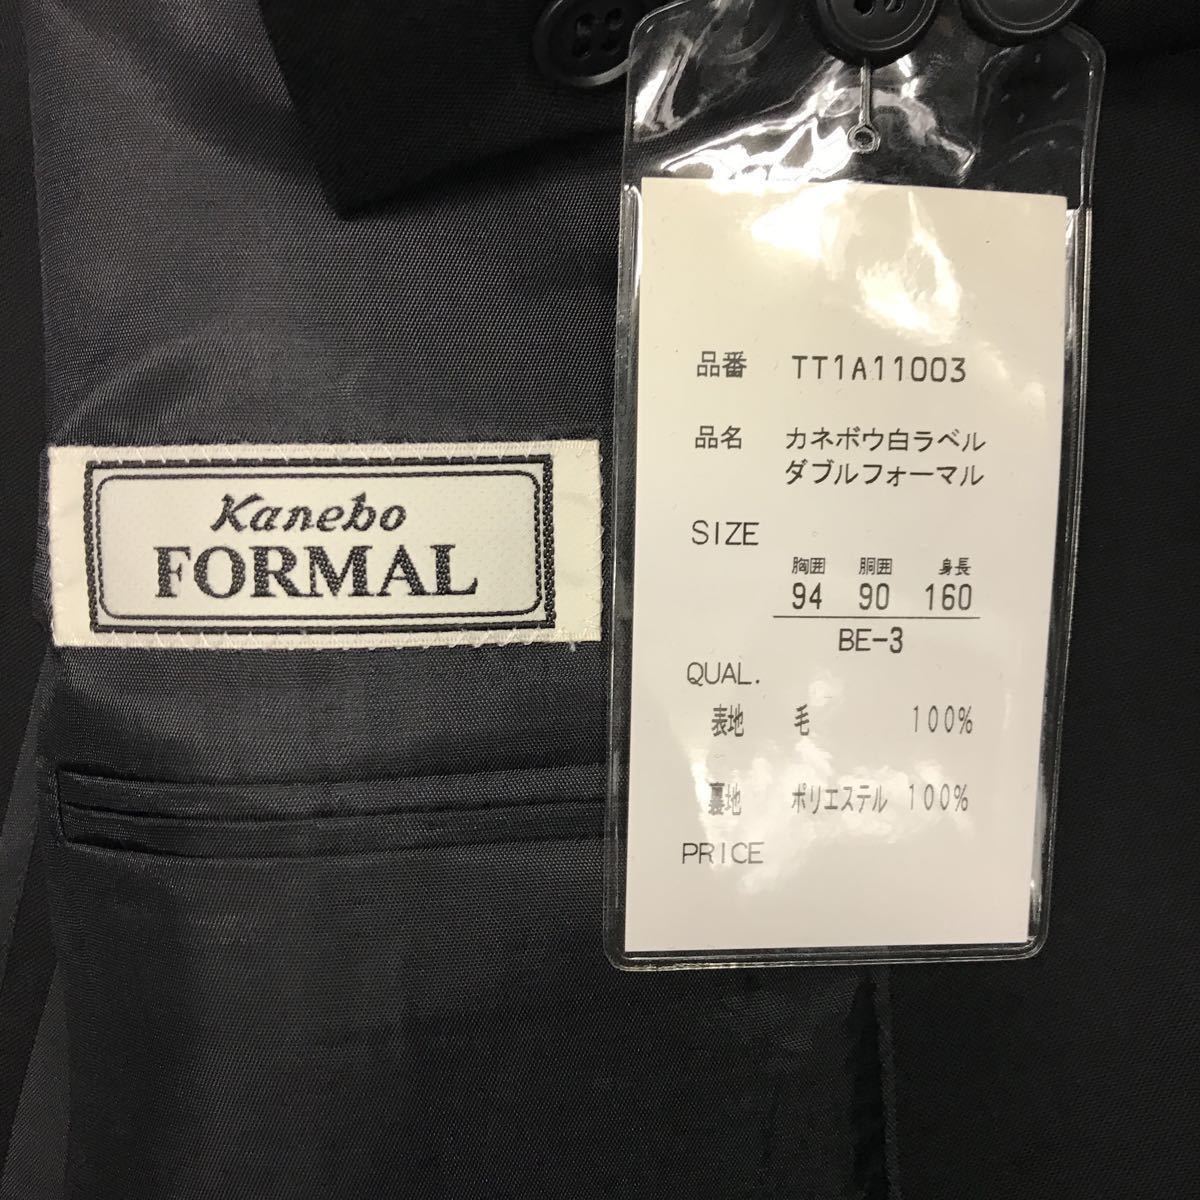 Kanebo
FORMAL
品番 TT1A11003
品名 カネボウ白ラベル
ダブルフォーマル
SIZE
胸囲 胴囲 身長
94 90 160
BE-3
QUAL.
表地 毛 100%
裏地 ポリエステル 100%
PRICE